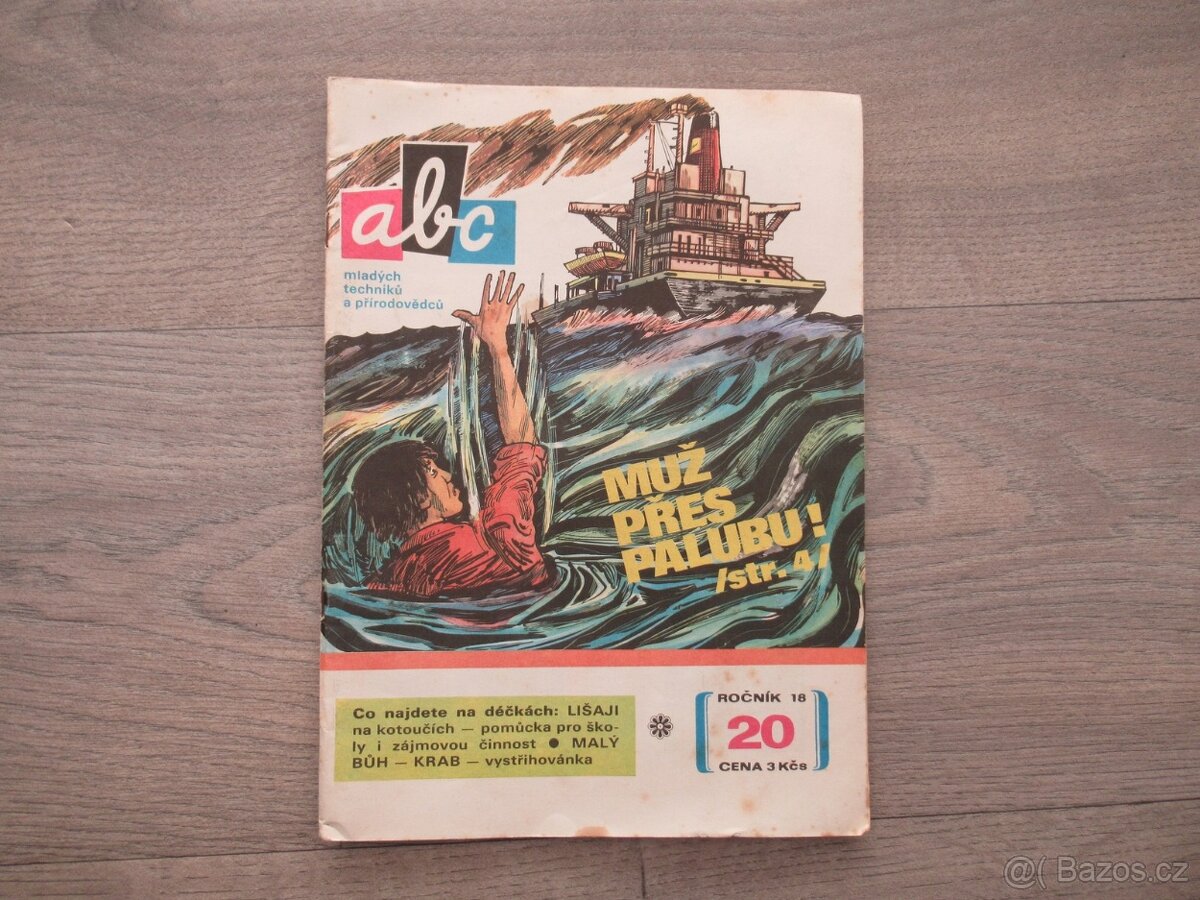 abc
mladých
techniků
a přírodovědců
MUŽ
PŘES
PALUBU!
/str. 4/
Co najdete na déčkách: LIŠAJI
na kotoučích — pomůcka pro ško-
ly i zájmovou činnost ● MALÝ
BŮH — KRAB — vystřihovánka
ROČNÍK 18
20
CENA 3 Kčs
@( Bazos.cz